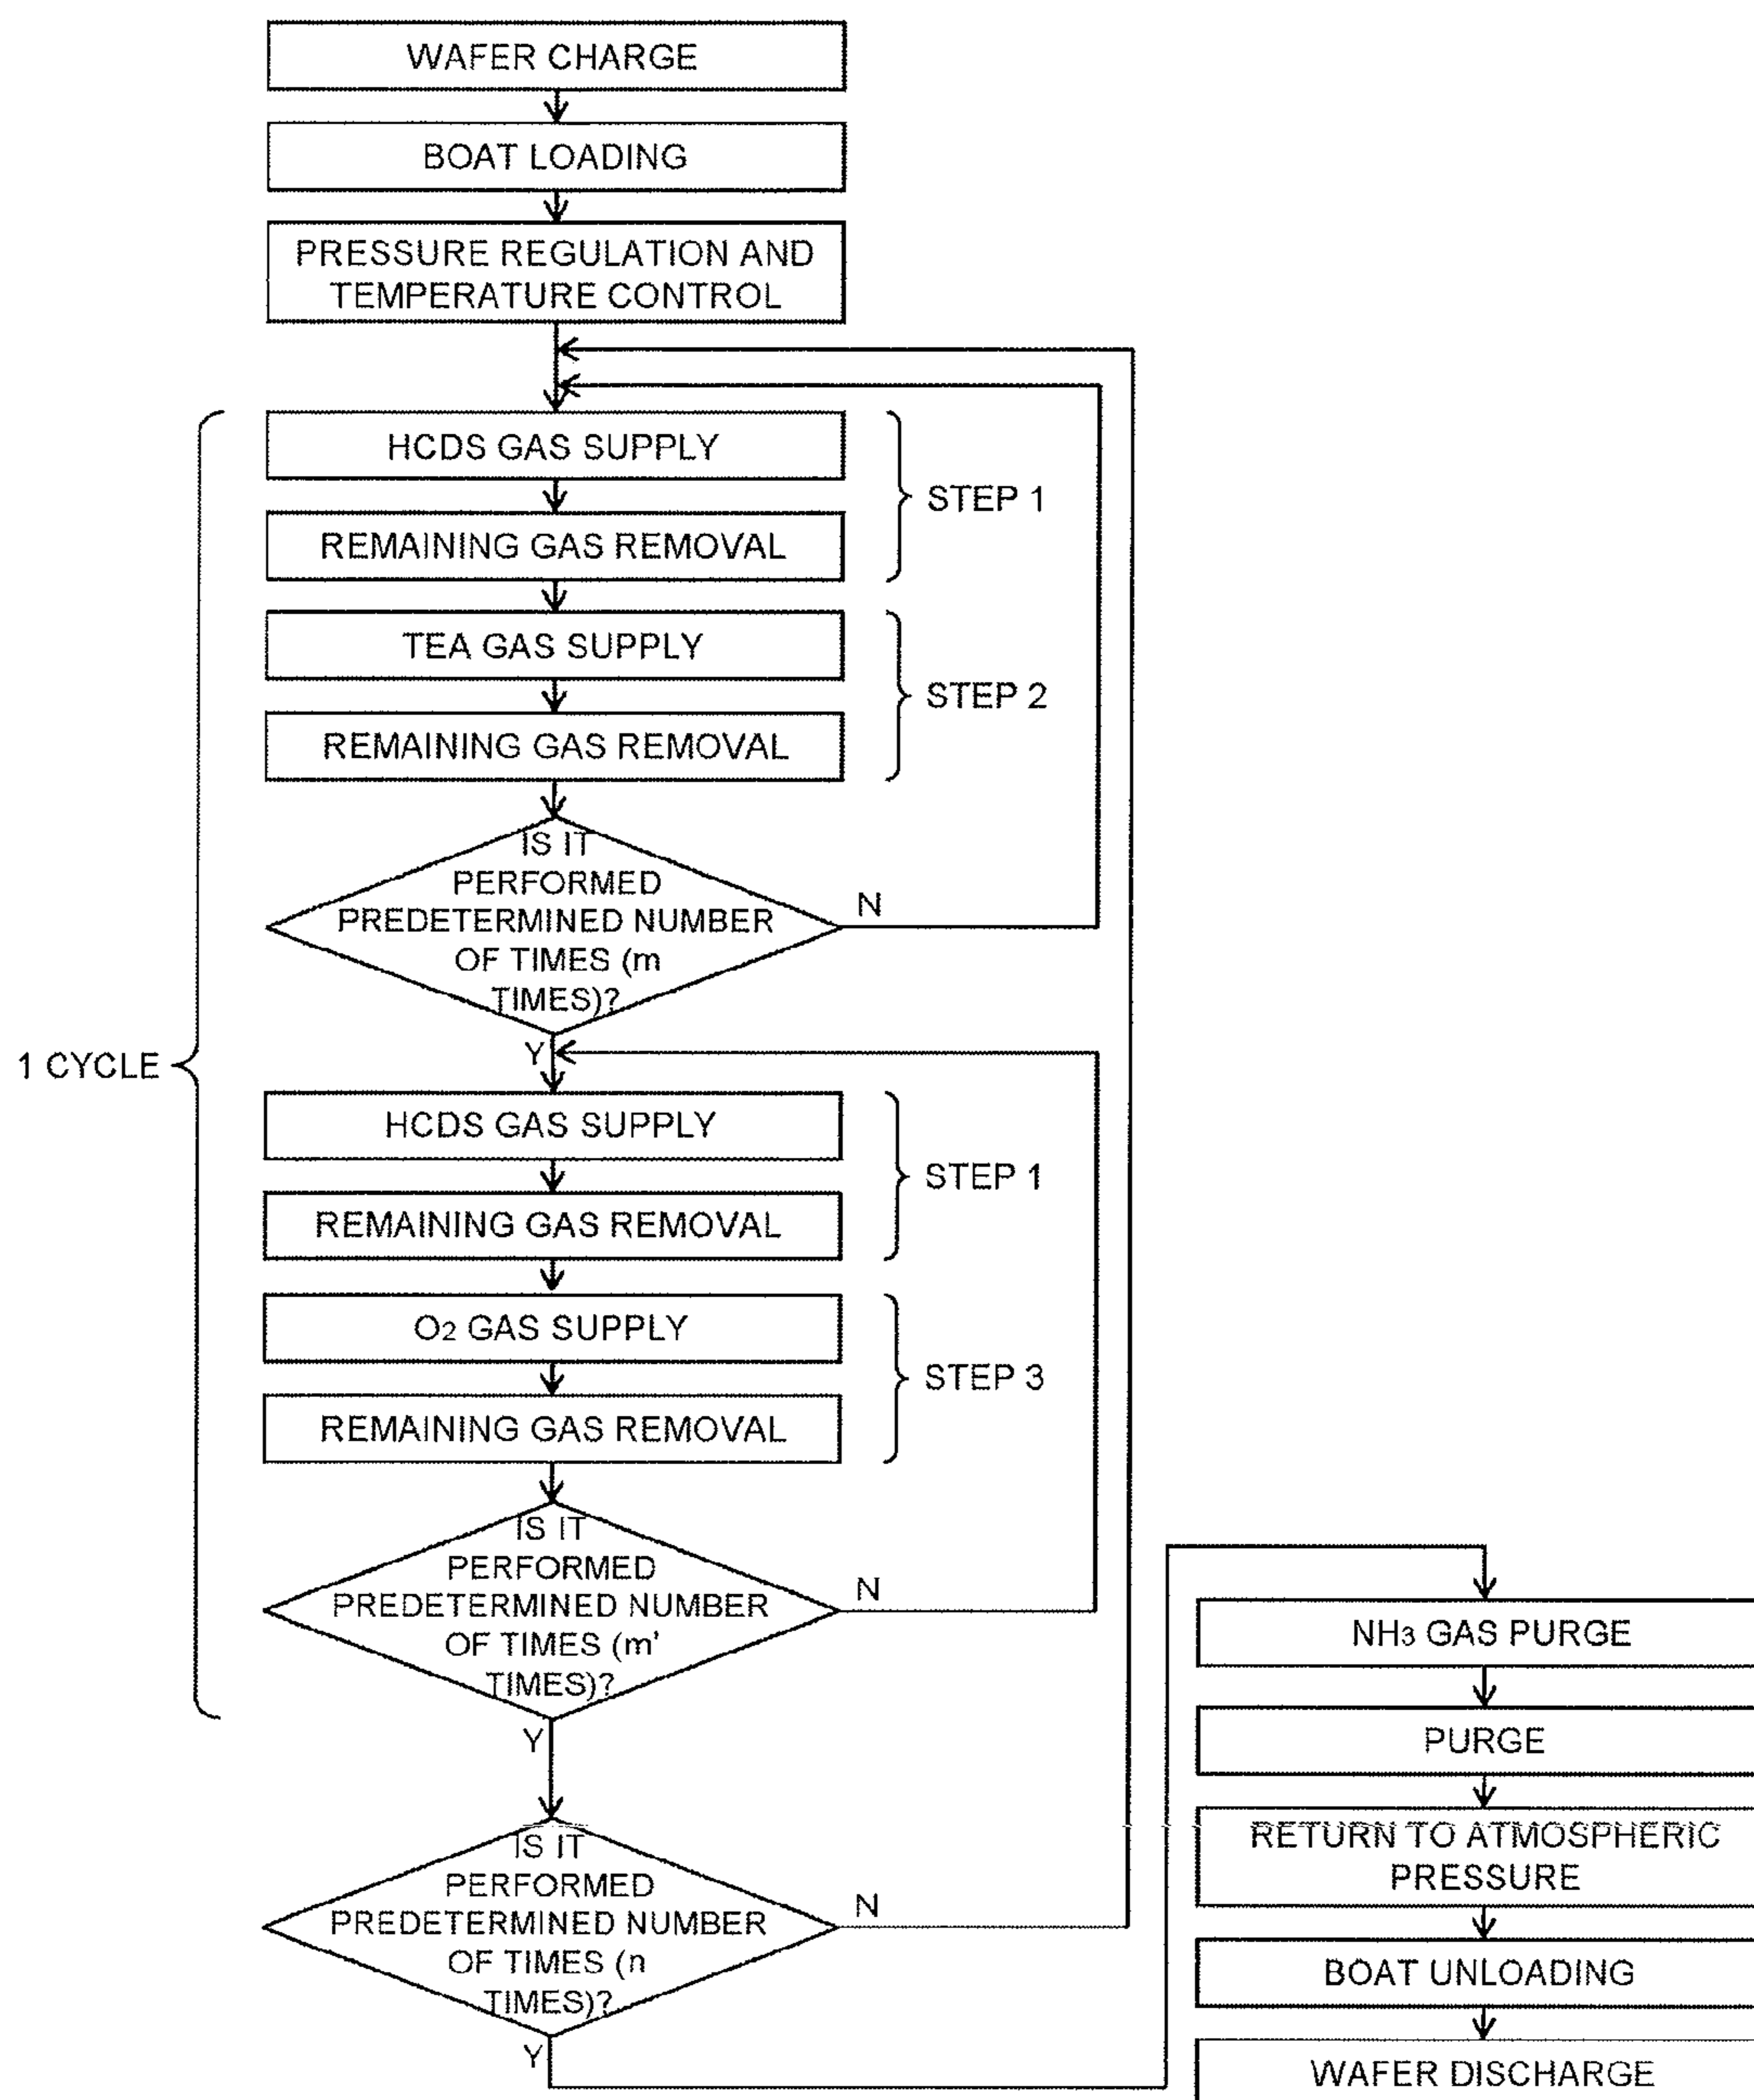 WAFER CHARGE
BOAT LOADING
PRESSURE REGULATION AND
TEMPERATURE CONTROL
HCDS GAS SUPPLY
REMAINING GAS REMOVAL
STEP 1
TEA GAS SUPPLY
REMAINING GAS REMOVAL
STEP 2
IS IT
PERFORMED
PREDETERMINED NUMBER
OF TIMES (m
TIMES)?
N
Y
1 CYCLE
HCDS GAS SUPPLY
REMAINING GAS REMOVAL
STEP 1
O2 GAS SUPPLY
REMAINING GAS REMOVAL
STEP 3
IS IT
PERFORMED
PREDETERMINED NUMBER
OF TIMES (m'
TIMES)?
N
Y
IS IT
PERFORMED
PREDETERMINED NUMBER
OF TIMES (n
TIMES)?
N
Y
NH3 GAS PURGE
PURGE
RETURN TO ATMOSPHERIC
PRESSURE
BOAT UNLOADING
WAFER DISCHARGE